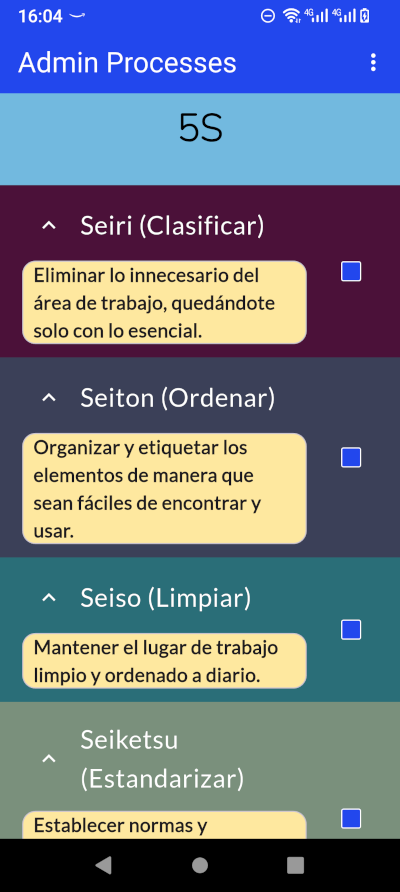 16:04
4G 4G
Admin Processes
5S
Seiri (Clasificar)
Eliminar lo innecesario del
área de trabajo, quedándote
solo con lo esencial.
Seiton (Ordenar)
Organizar y etiquetar los
elementos de manera que
sean fáciles de encontrar y
usar.
Seiso (Limpiar)
Mantener el lugar de trabajo
limpio y ordenado a diario.
Seiketsu
(Estandarizar)
Establecer normas y